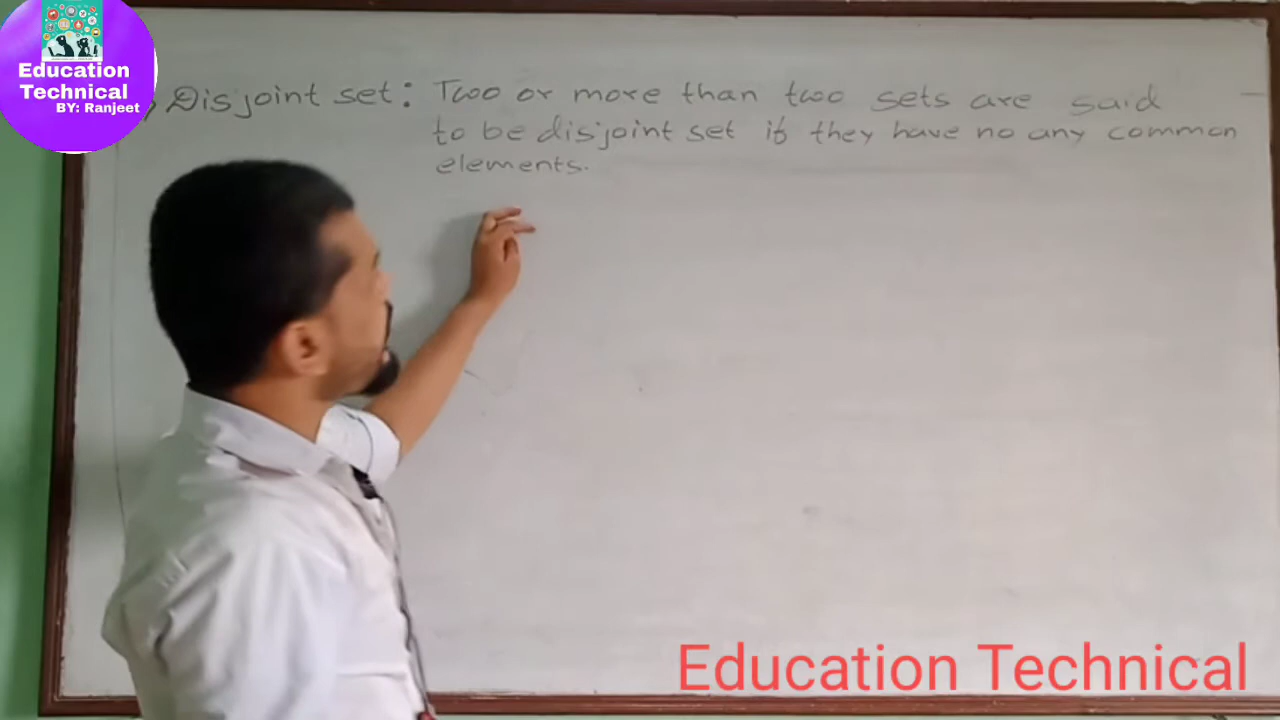 Education
Technical
BY: Ranjeet
Disjoint set: Two or more than two sets are said
to be disjoint set if they have no any common
elements.
Education Technical